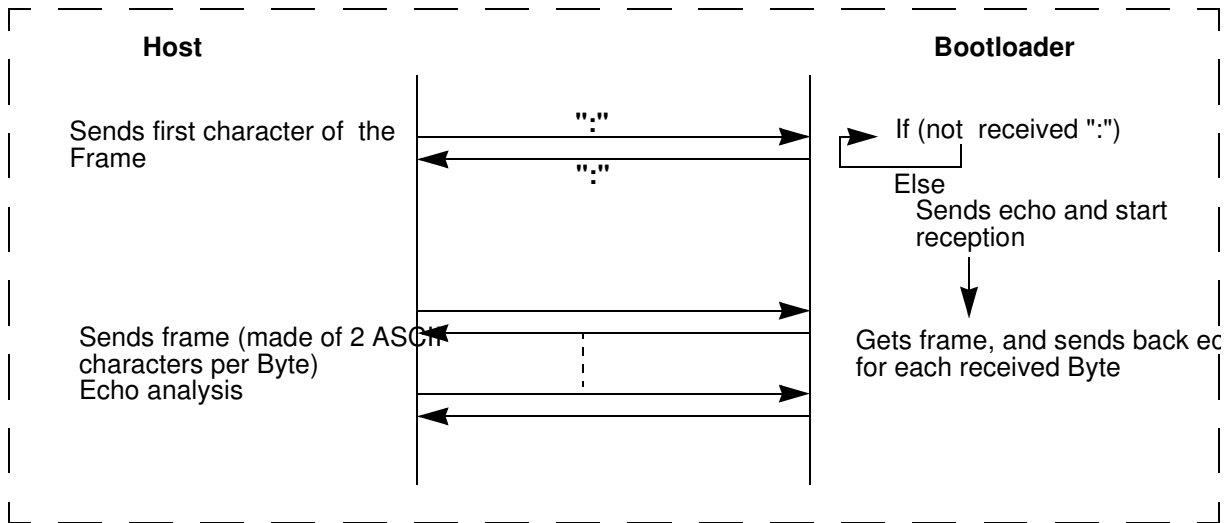 Host
Bootloader
Sends first character of the
Frame
":"
":"
If (not received ":")
Else
Sends echo and start
reception
Sends frame (made of 2 ASCII
characters per Byte)
Echo analysis
Gets frame, and sends back
for each received Byte